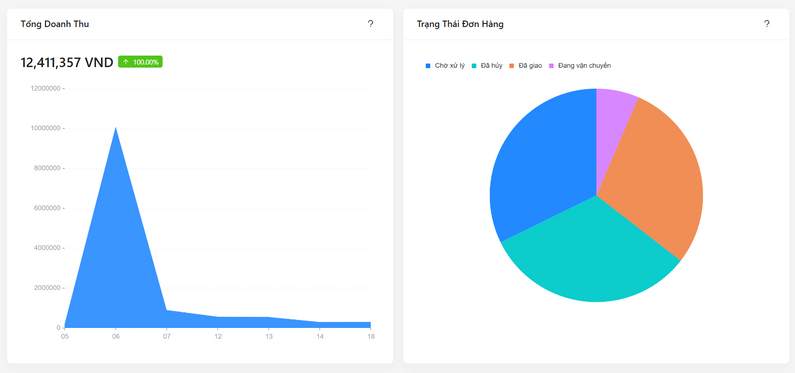 Tổng Doanh Thu
?
12,411,357 VND ↑ 100.00%
12000000
10000000
8000000
6000000
4000000
2000000
0
05 06 07 12 13 14 18
Trạng Thái Đơn Hàng
?
Chờ xử lý Đã hủy Đã giao Đang vận chuyển